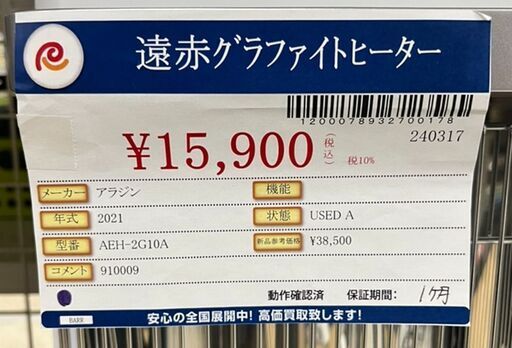 遠赤グラファイトヒーター
1200078932700178
240317
¥15,900 (税込) 税10%
メーカー アラジン 機能
年式 2021 状態 USED A
型番 AEH-2G10A 新品参考価格 ¥38,500
コメント 910009
動作確認済 保証期間： 1ヶ月
BARR
安心の全国展開中！高価買取致します！